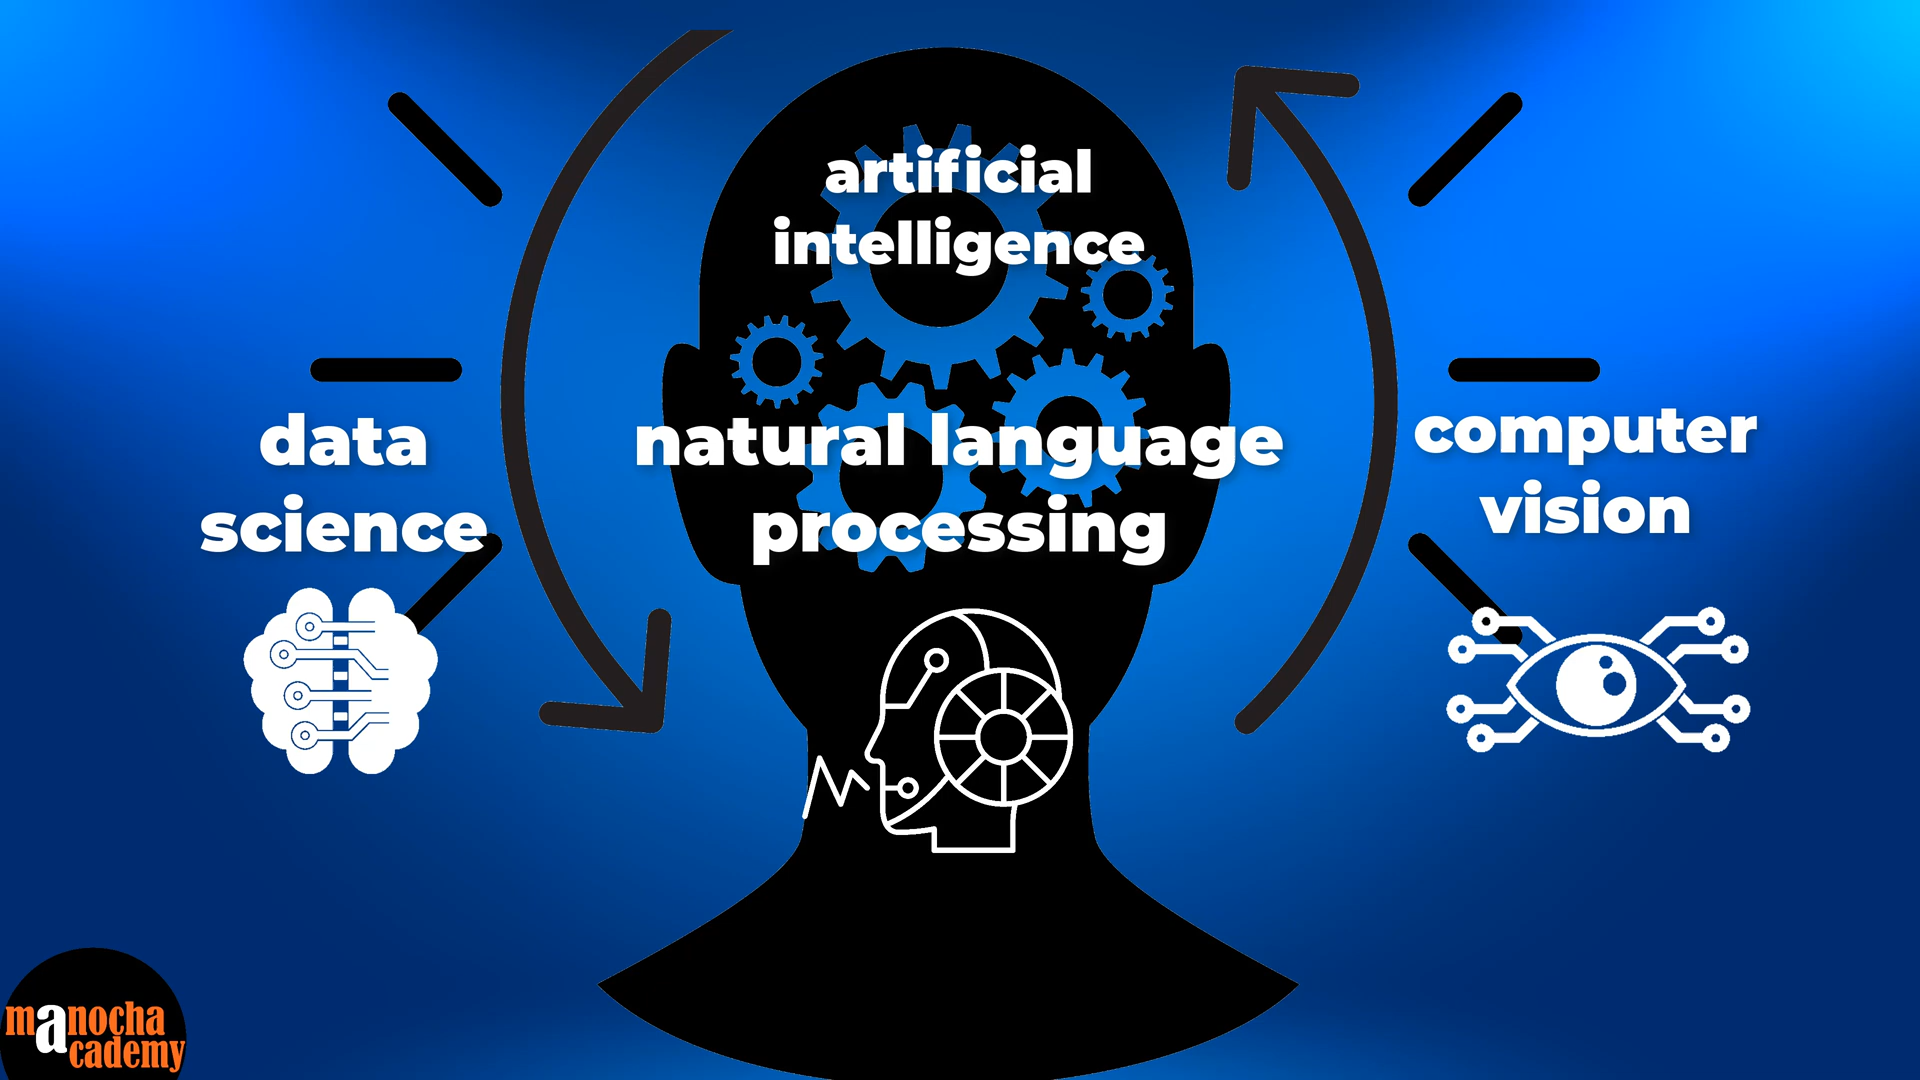 artificial
intelligence
data
science
natural language
processing
computer
vision
manocha
academy